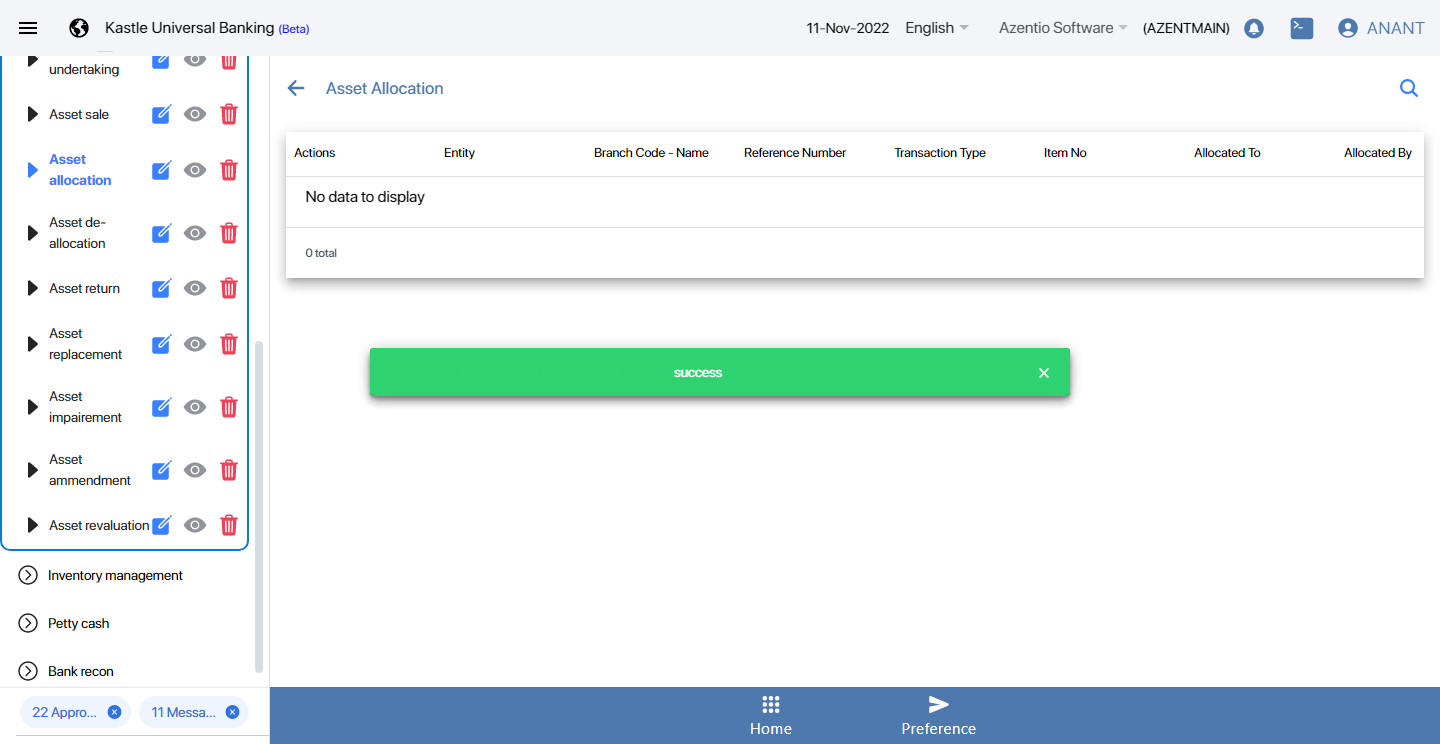 Kastle Universal Banking (Beta)
11-Nov-2022
English
Azentio Software
(AZENTMAIN)
ANANT
undertaking
Asset sale
Asset
allocation
Asset de-
allocation
Asset return
Asset
replacement
Asset
impairement
Asset
ammendment
Asset revaluation
Inventory management
Petty cash
Bank recon
22 Appro...
11 Messa...
Asset Allocation
Actions Entity Branch Code - Name Reference Number Transaction Type Item No Allocated To Allocated By
No data to display
0 total
success
Home
Preference